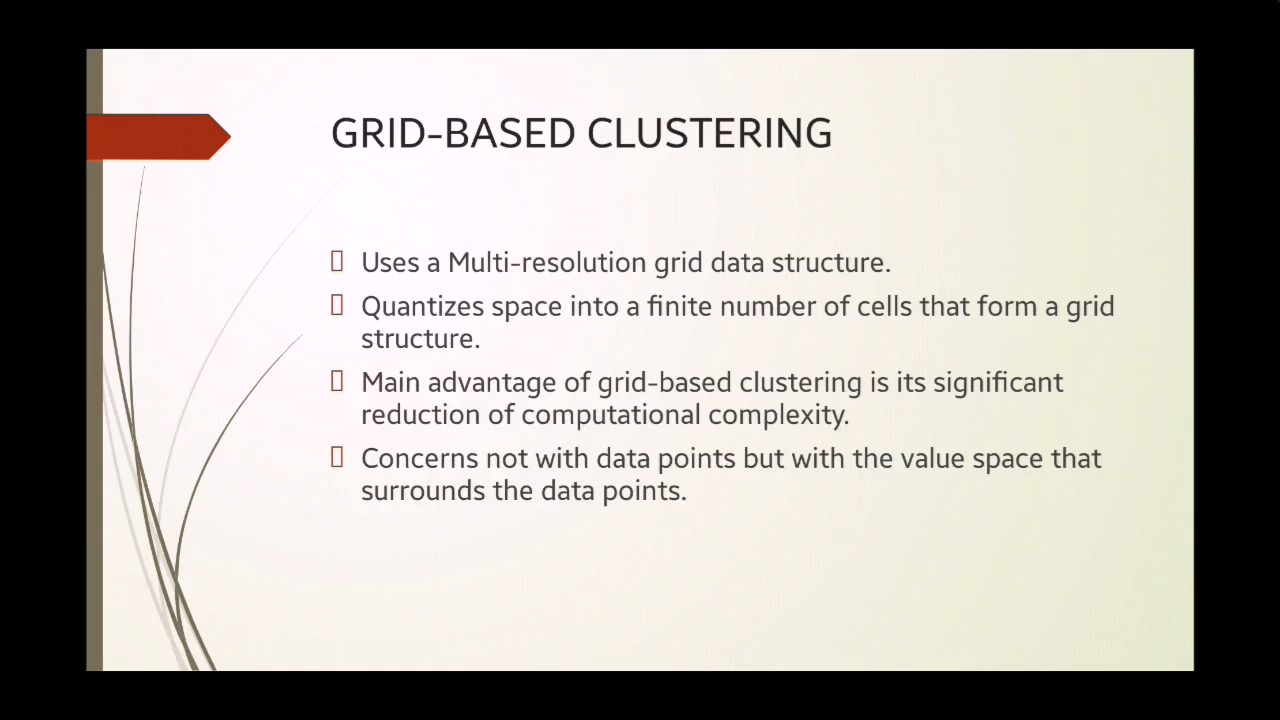 GRID-BASED CLUSTERING
Uses a Multi-resolution grid data structure.
Quantizes space into a finite number of cells that form a grid
structure.
Main advantage of grid-based clustering is its significant
reduction of computational complexity.
Concerns not with data points but with the value space that
surrounds the data points.